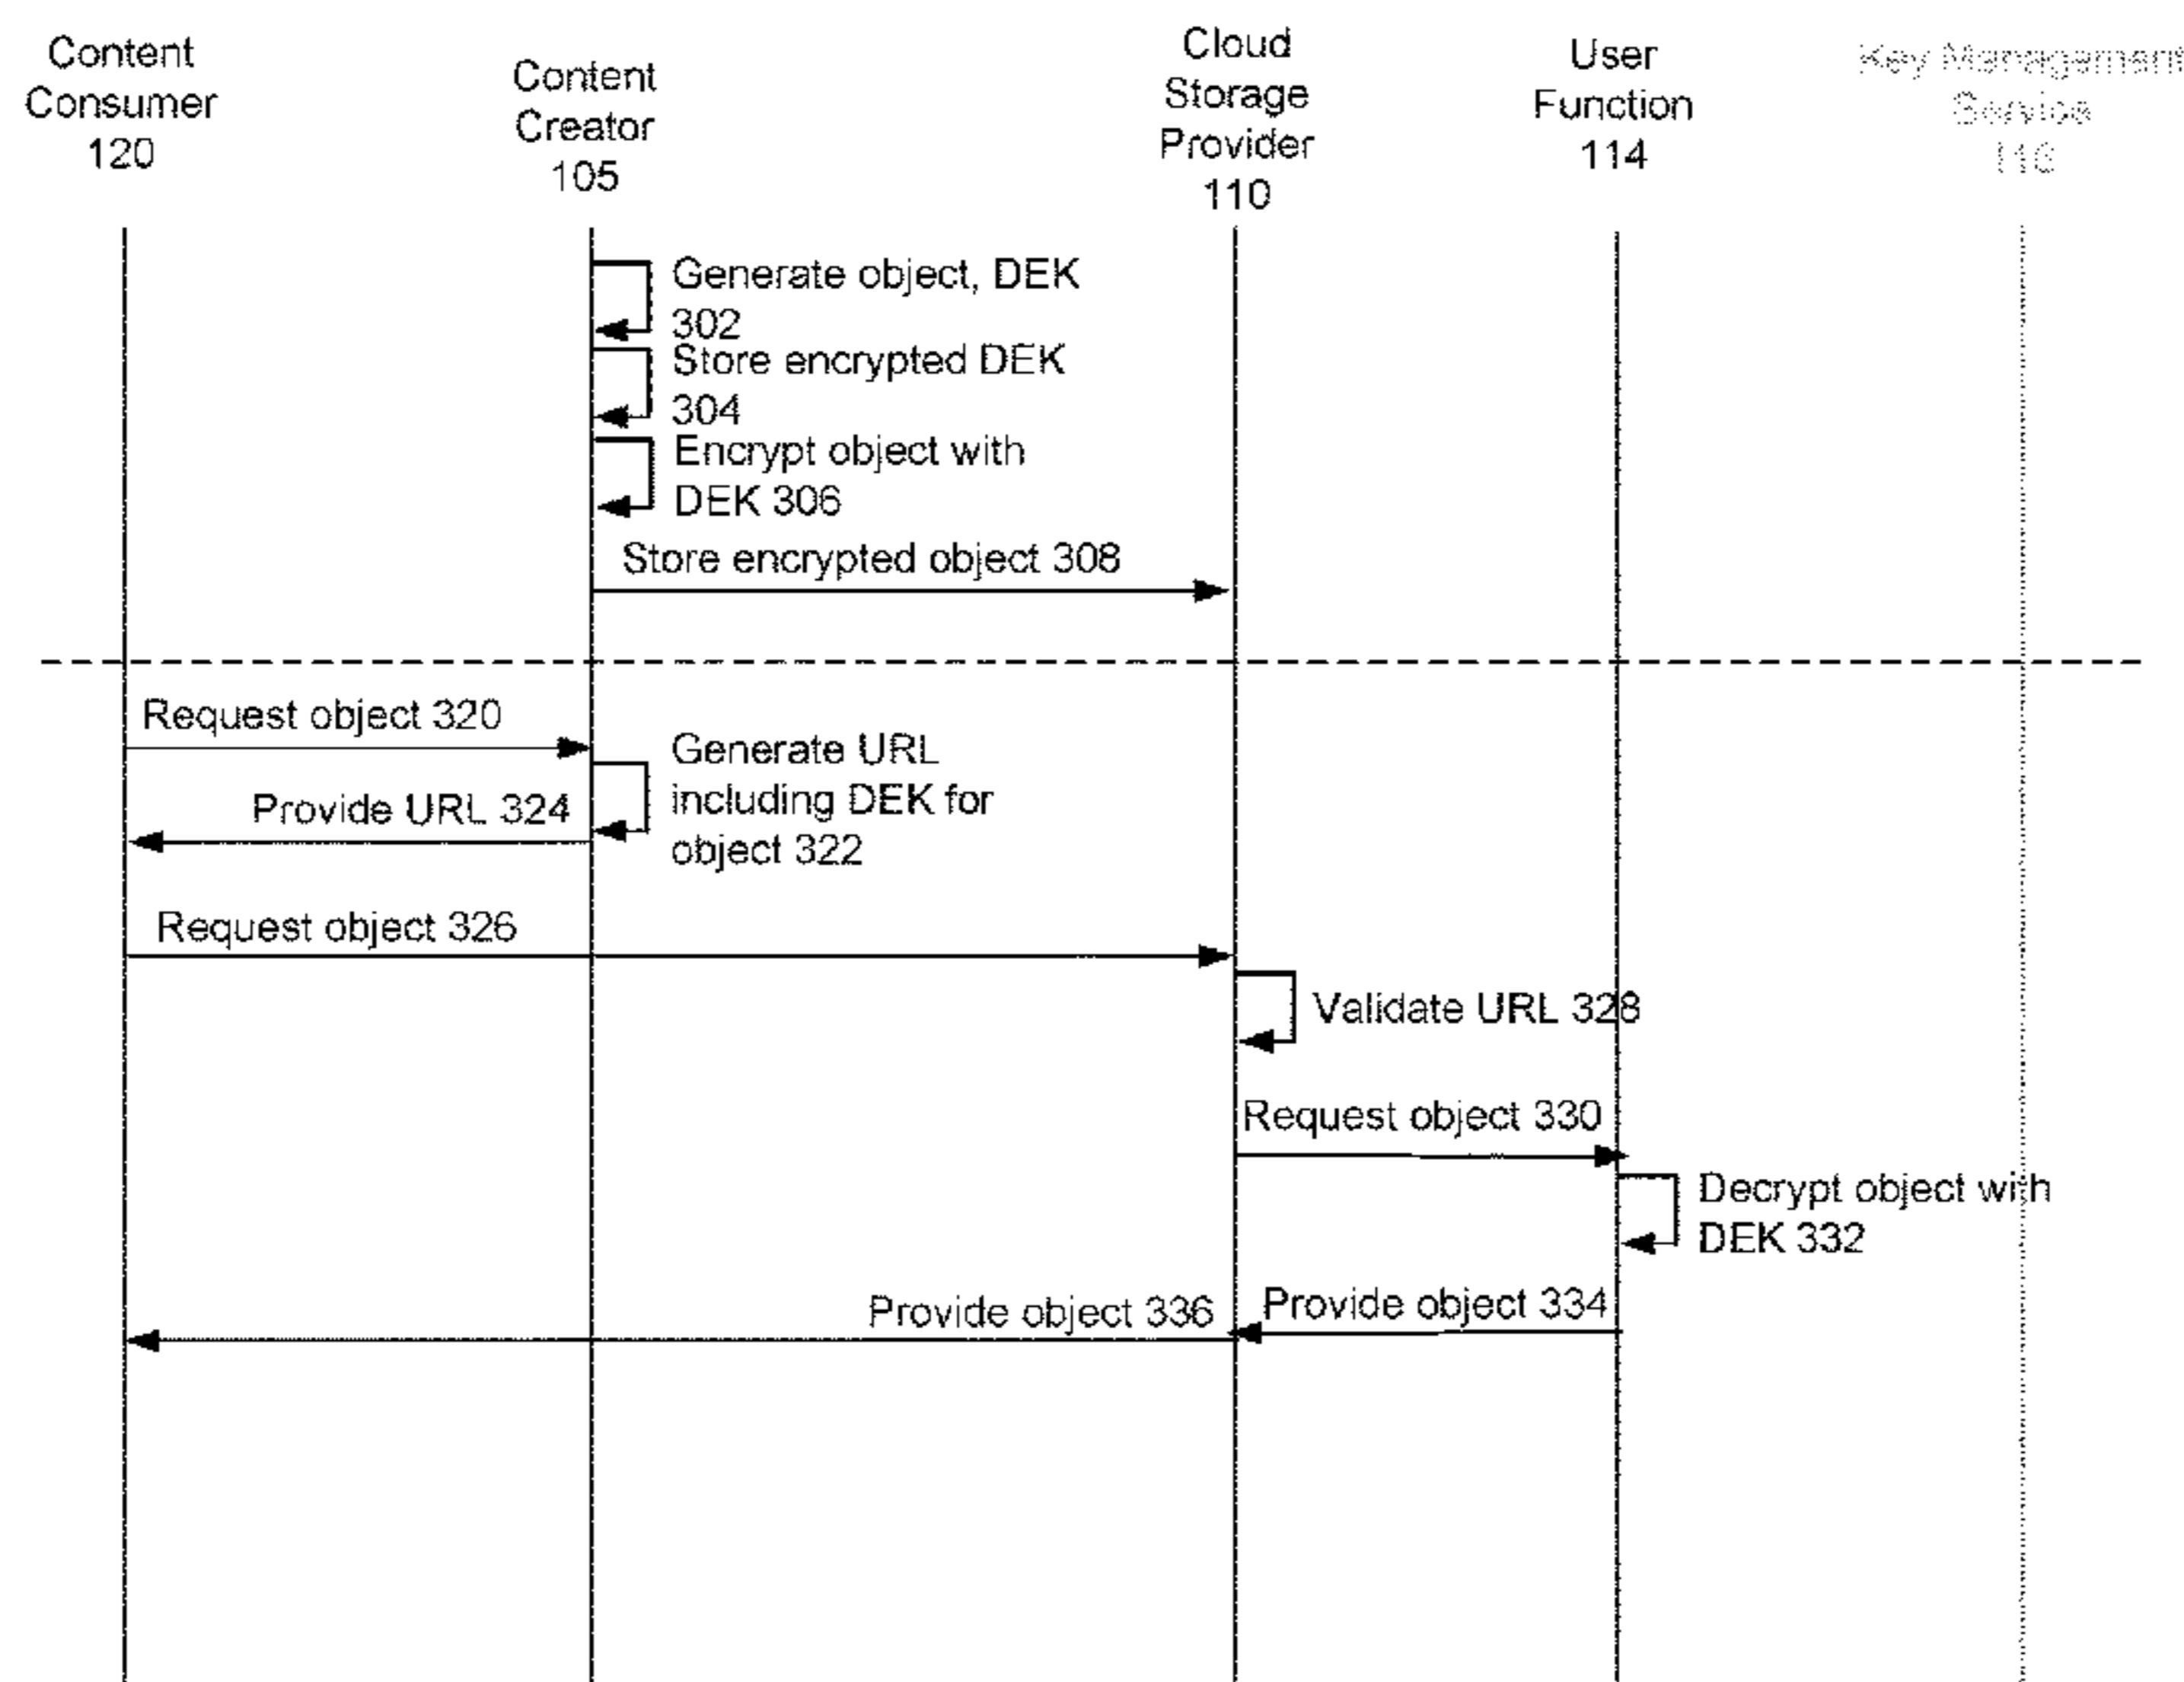 Content
Consumer
120
Content
Creator
105
Cloud
Storage
Provider
110
User
Function
114
Key Management
Service
Generate object, DEK
302
Store encrypted DEK
304
Encrypt object with
DEK 306
Store encrypted object 308
Request object 320
Generate URL
including DEK for
object 322
Provide URL 324
Request object 326
Validate URL 328
Request object 330
Decrypt object with
DEK 332
Provide object 334
Provide object 336